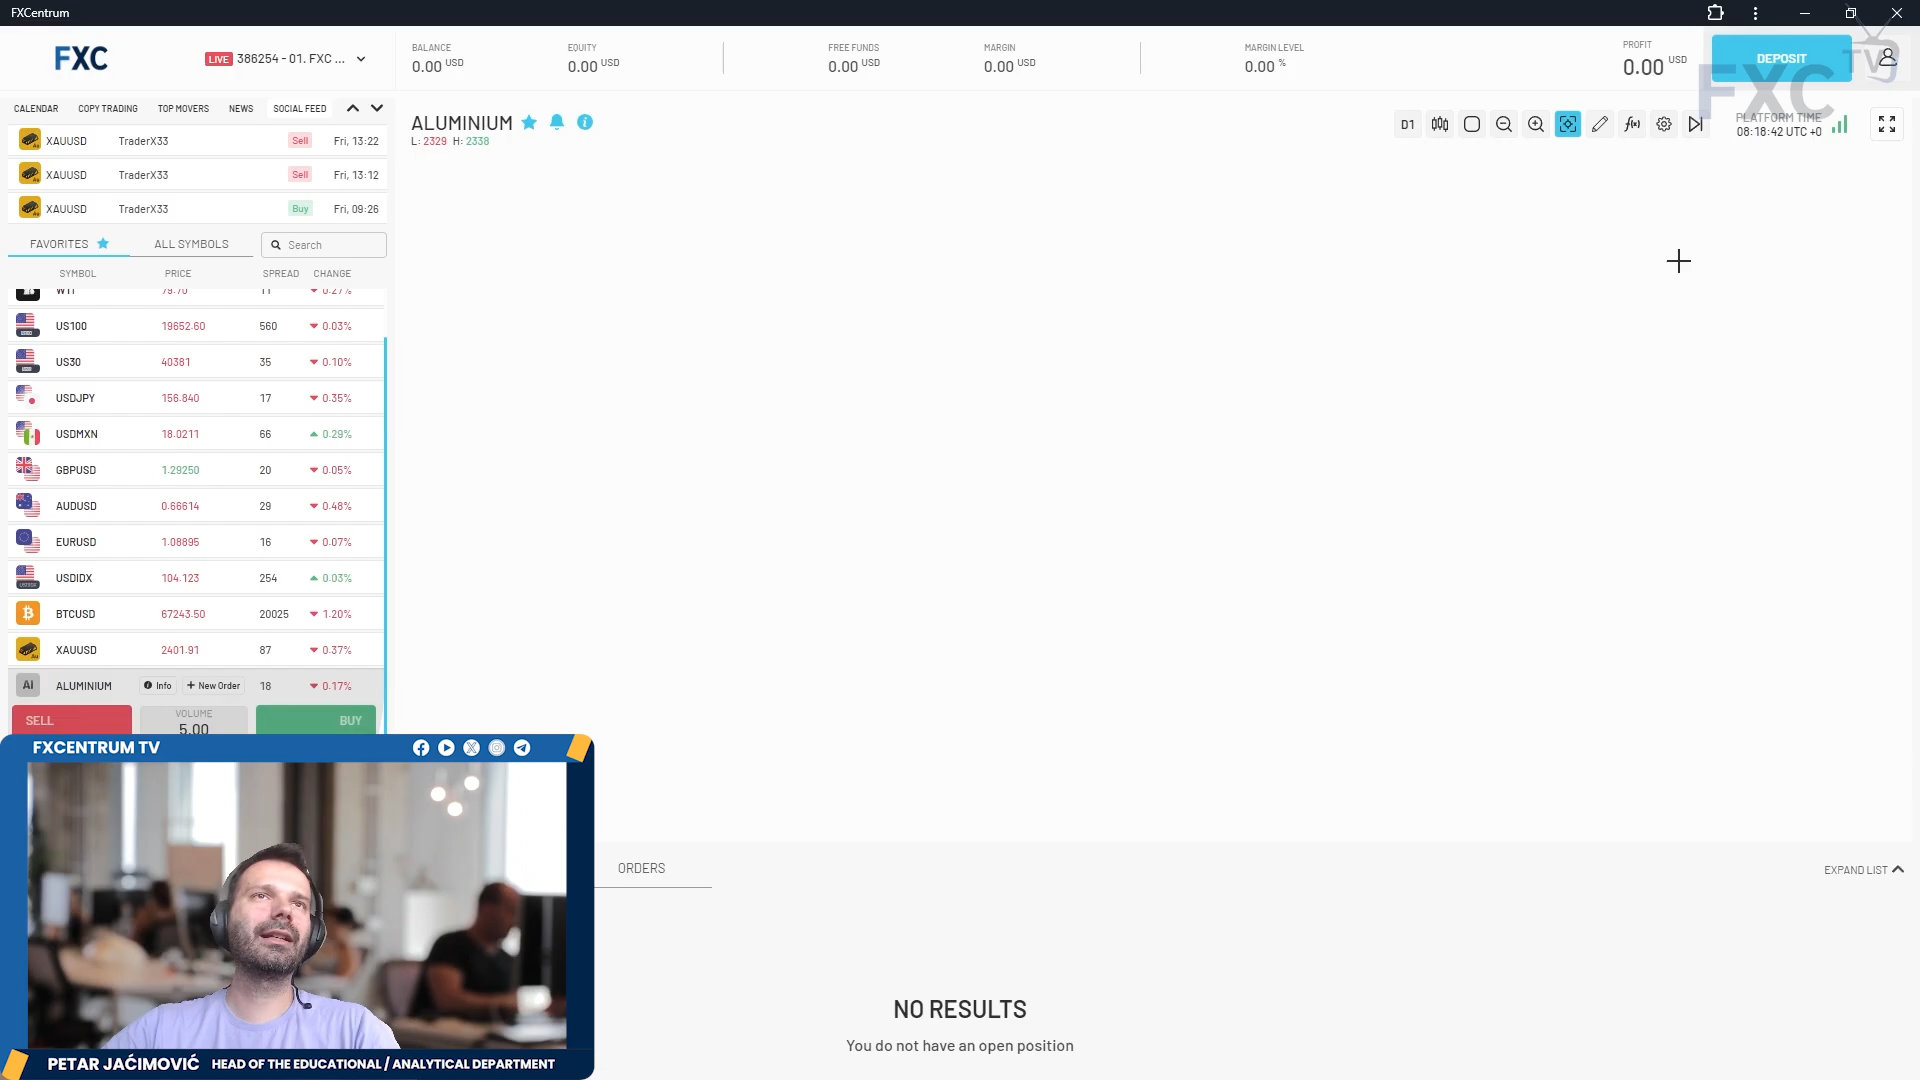 FXCentrum
FXC
LIVE 386254 - 01. FXC ...
BALANCE
0.00 USD
EQUITY
0.00 USD
FREE FUNDS
0.00 USD
MARGIN
0.00 USD
MARGIN LEVEL
0.00 %
PROFIT
0.00 USD
DEPOSIT
FXC TV
CALENDAR COPY TRADING TOP MOVERS NEWS SOCIAL FEED
XAUUSD TraderX33 Sell Fri, 13:22
XAUUSD TraderX33 Sell Fri, 13:12
XAUUSD TraderX33 Buy Fri, 09:26
FAVORITES ALL SYMBOLS Search
SYMBOL PRICE SPREAD CHANGE
WTI 79.70 11 0.27%
US100 19652.60 560 0.03%
US30 40381 35 0.10%
USDJPY 156.840 17 0.35%
USDMXN 18.0211 66 0.29%
GBPUSD 1.29250 20 0.05%
AUDUSD 0.66614 29 0.48%
EURUSD 1.08895 16 0.07%
USDIDX 104.123 254 0.03%
BTCUSD 67243.50 20025 1.20%
XAUUSD 2401.91 87 0.37%
Al ALUMINIUM Info + New Order 18 0.17%
SELL VOLUME BUY
5.00
ALUMINIUM
L: 2329 H: 2338
D1
f(x)
PLATFORM TIME
08:18:42 UTC +0
ORDERS
EXPAND LIST
NO RESULTS
You do not have an open position
FXCENTRUM TV
PETAR JAĆIMOVIĆ HEAD OF THE EDUCATIONAL / ANALYTICAL DEPARTMENT